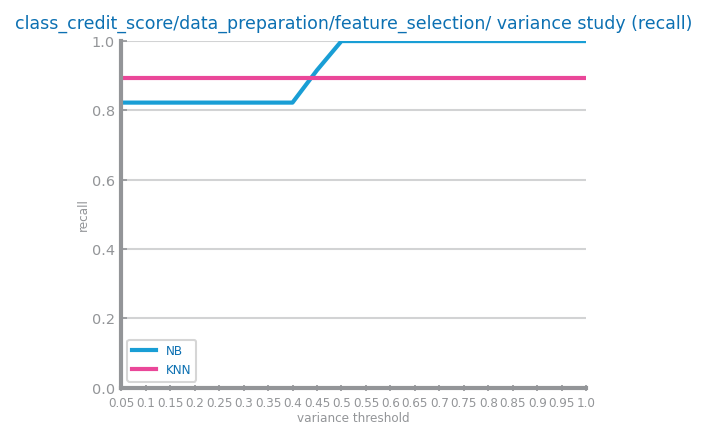 class_credit_score/data_preparation/feature_selection/ variance study (recall)
1.0
0.8
0.6
0.4
0.2
0.0
recall
NB
KNN
0.05 0.1 0.15 0.2 0.25 0.3 0.35 0.4 0.45 0.5 0.55 0.6 0.65 0.7 0.75 0.8 0.85 0.9 0.95 1.0
variance threshold